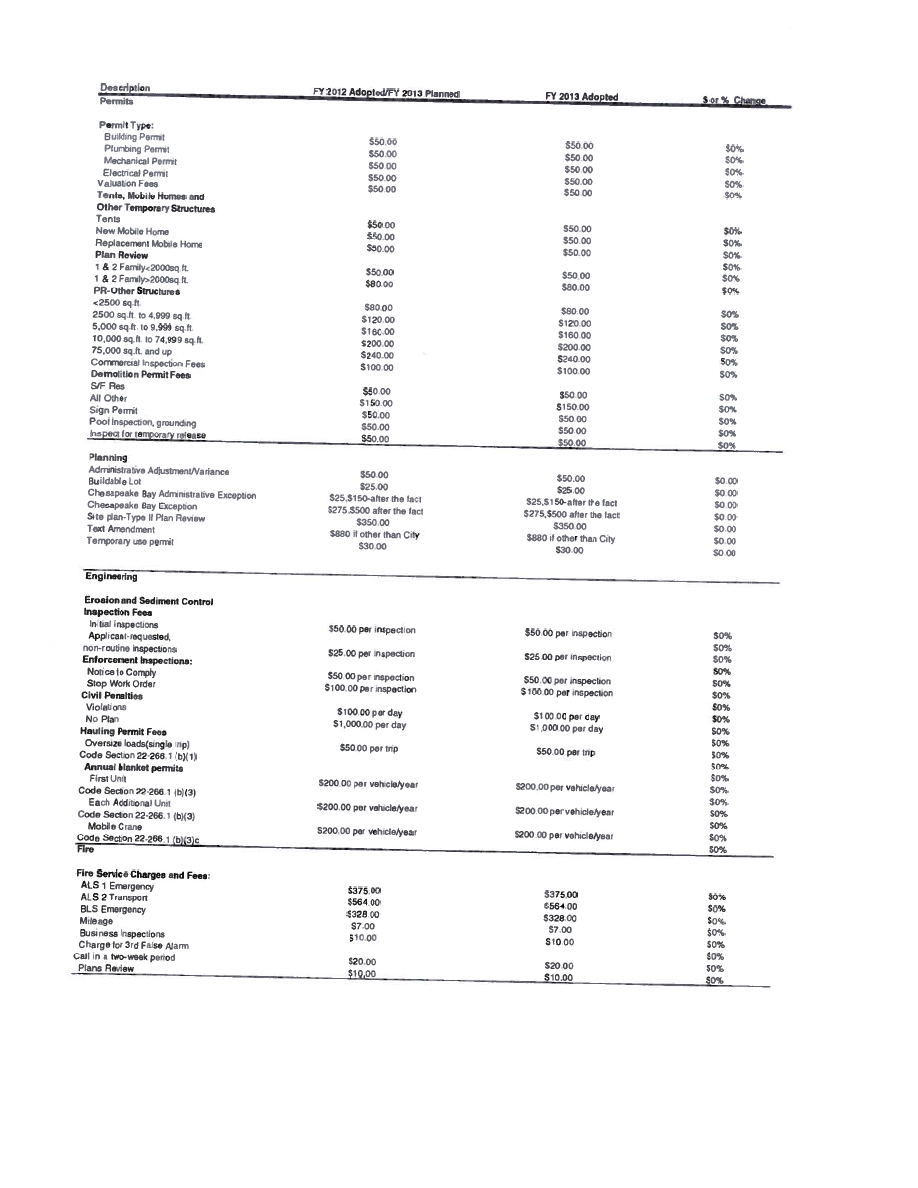 Description FY 2012 Adopted/FY 2013 Planned FY 2013 Adopted $ or % Change
Permits
Permit Type:
Building Permit $50.00 $50.00 $0%
Plumbing Permit $50.00 $50.00 $0%
Mechanical Permit $50.00 $50.00 $0%
Electrical Permit $50.00 $50.00 $0%
Valuation Fees $50.00 $50.00 $0%
Tents, Mobile Homes and
Other Temporary Structures
Tents $50.00 $50.00 $0%
New Mobile Home $50.00 $50.00 $0%
Replacement Mobile Home $50.00 $50.00 $0%
Plan Review $0%
1 & 2 Family<2000sq.ft. $50.00 $50.00 $0%
1 & 2 Family>2000sq.ft. $80.00 $80.00 $0%
PR-Other Structures
<2500 sq.ft. $80.00 $80.00 $0%
2500 sq.ft. to 4,999 sq.ft. $120.00 $120.00 $0%
5,000 sq.ft. to 9,999 sq.ft. $160.00 $160.00 $0%
10,000 sq.ft. to 74,999 sq.ft. $200.00 $200.00 $0%
75,000 sq.ft. and up $240.00 $240.00 $0%
Commercial Inspection Fees $100.00 $100.00 $0%
Demolition Permit Fees
S/F Res $50.00 $50.00 $0%
All Other $150.00 $150.00 $0%
Sign Permit $50.00 $50.00 $0%
Pool Inspection, grounding $50.00 $50.00 $0%
Inspect for temporary release $50.00 $50.00 $0%
Planning
Administrative Adjustment/Variance $50.00 $50.00 $0.00
Buildable Lot $25.00 $25.00 $0.00
Chesapeake Bay Administrative Exception $25,$150-after the fact $25,$150-after the fact $0.00
Chesapeake Bay Exception $275,$500 after the fact $275,$500 after the fact $0.00
Site plan-Type II Plan Review $350.00 $350.00 $0.00
Text Amendment $880 if other than City $880 if other than City $0.00
Temporary use permit $30.00 $30.00 $0.00
Engineering
Erosion and Sediment Control
Inspection Fees
Initial inspections $50.00 per inspection $50.00 per inspection $0%
Applicant-requested, $0%
non-routine inspections $25.00 per inspection $25.00 per inspection $0%
Enforcement Inspections: $0%
Notice to Comply $50.00 per inspection $50.00 per inspection $0%
Stop Work Order $100.00 per inspection $100.00 per inspection $0%
Civil Penalties $0%
Violations $100.00 per day $100.00 per day $0%
No Plan $1,000.00 per day $1,000.00 per day $0%
Hauling Permit Fees $0%
Oversize loads(single trip) $50.00 per trip $50.00 per trip $0%
Code Section 22-266.1 (b)(1) $0%
Annual blanket permits $0%
First Unit $200.00 per vehicle/year $200.00 per vehicle/year $0%
Code Section 22-266.1 (b)(3) $0%
Each Additional Unit $200.00 per vehicle/year $200.00 per vehicle/year $0%
Code Section 22-266.1 (b)(3) $0%
Mobile Crane $200.00 per vehicle/year $200.00 per vehicle/year $0%
Code Section 22-266.1 (b)(3)c $0%
Fire
Fire Service Charges and Fees:
ALS 1 Emergency $375.00 $375.00 $0%
ALS 2 Transport $564.00 $564.00 $0%
BLS Emergency $328.00 $328.00 $0%
Mileage $7.00 $7.00 $0%
Business Inspections $10.00 $10.00 $0%
Charge for 3rd False Alarm $0%
Call in a two-week period $20.00 $20.00 $0%
Plans Review $10.00 $10.00 $0%